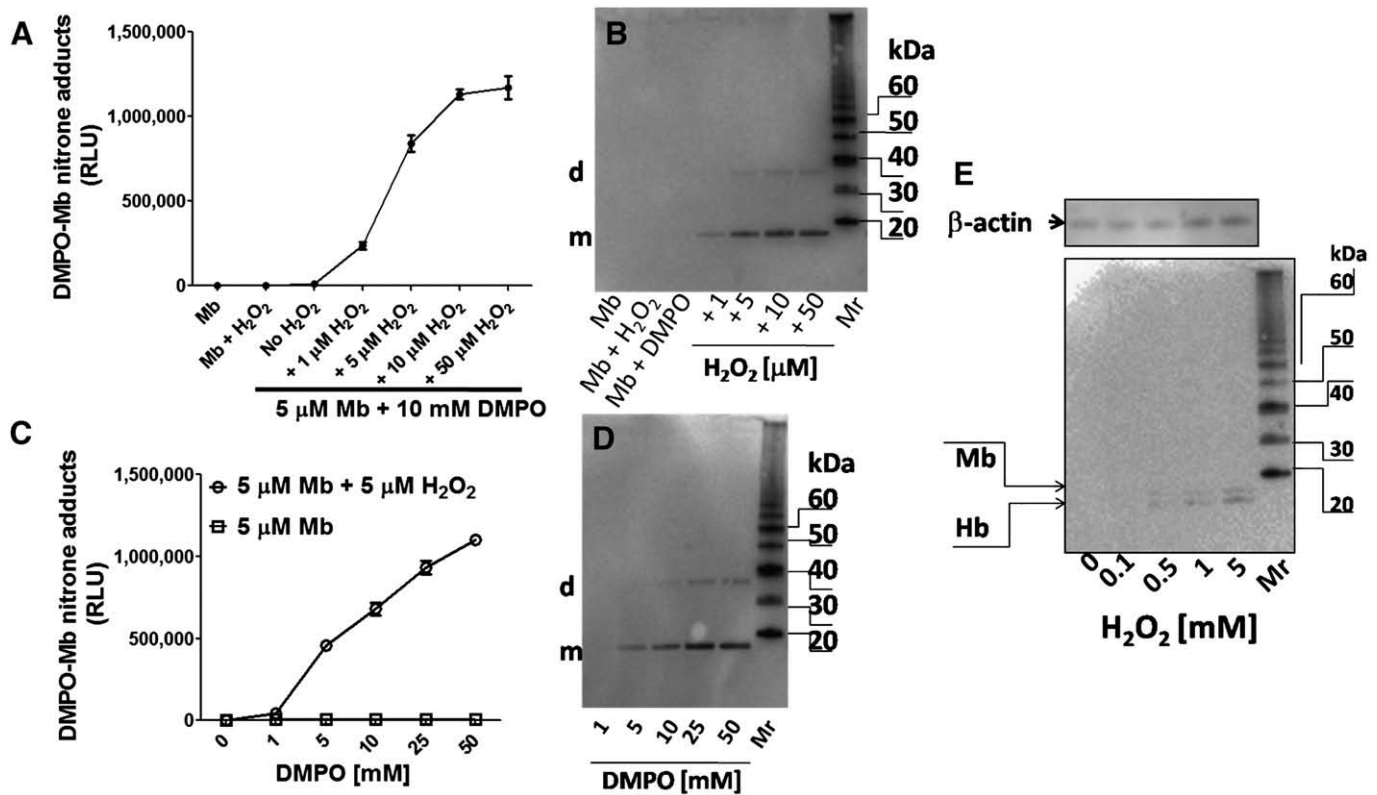 A
1,500,000
1,000,000
500,000
0
DMPO-Mb nitrone adducts
(RLU)
Mb
Mb + H₂O₂
No H₂O₂
+ 1 μM H₂O₂
+ 5 μM H₂O₂
+ 10 μM H₂O₂
+ 50 μM H₂O₂
5 μM Mb + 10 mM DMPO
B
kDa
60
50
40
30
20
d
m
Mb
Mb + H₂O₂
Mb + DMPO
+ 1
+ 5
+ 10
+ 50
Mr
H₂O₂ [μM]
C
1,500,000
1,000,000
500,000
0
DMPO-Mb nitrone adducts
(RLU)
5 μM Mb + 5 μM H₂O₂
5 μM Mb
0
1
5
10
25
50
DMPO [mM]
D
kDa
60
50
40
30
20
d
m
1
5
10
25
50
Mr
DMPO [mM]
E
β-actin
kDa
60
50
40
30
20
Mb
Hb
0
0.1
0.5
1
5
Mr
H₂O₂ [mM]